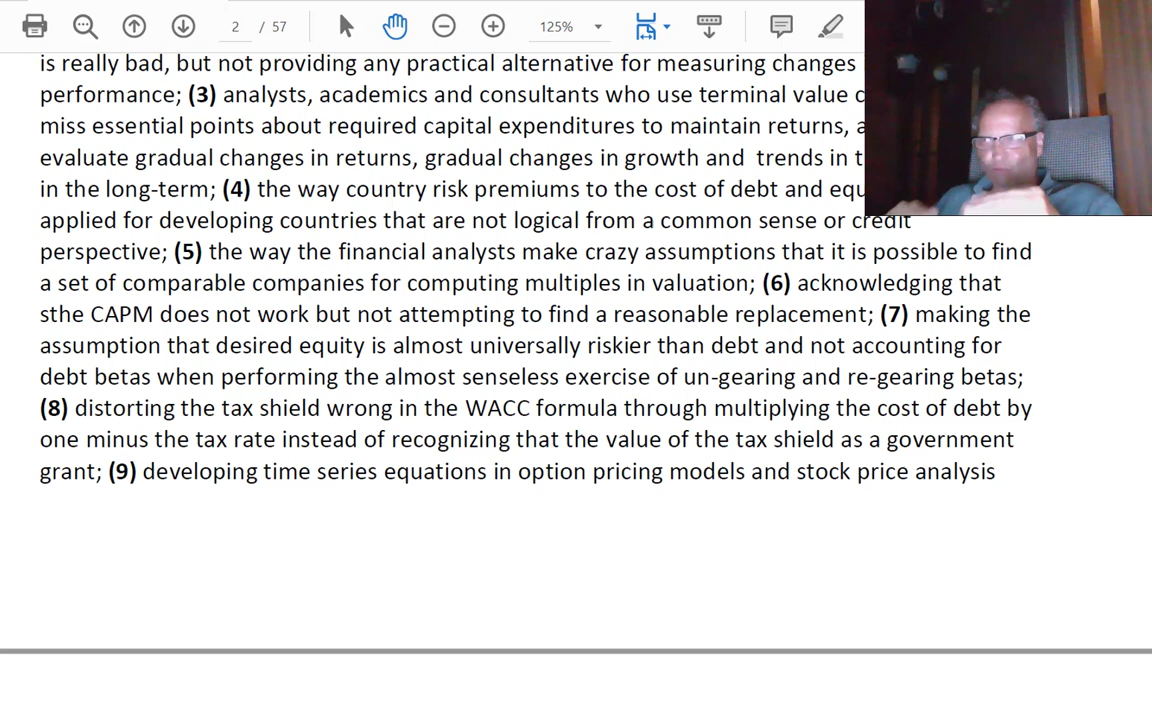 2 / 57
125%
is really bad, but not providing any practical alternative for measuring changes
performance; (3) analysts, academics and consultants who use terminal value
miss essential points about required capital expenditures to maintain returns,
evaluate gradual changes in returns, gradual changes in growth and  trends in
in the long-term; (4) the way country risk premiums to the cost of debt and
applied for developing countries that are not logical from a common sense or credit
perspective; (5) the way the financial analysts make crazy assumptions that it is possible to find
a set of comparable companies for computing multiples in valuation; (6) acknowledging that
sthe CAPM does not work but not attempting to find a reasonable replacement; (7) making the
assumption that desired equity is almost universally riskier than debt and not accounting for
debt betas when performing the almost senseless exercise of un-gearing and re-gearing betas;
(8) distorting the tax shield wrong in the WACC formula through multiplying the cost of debt by
one minus the tax rate instead of recognizing that the value of the tax shield as a government
grant; (9) developing time series equations in option pricing models and stock price analysis